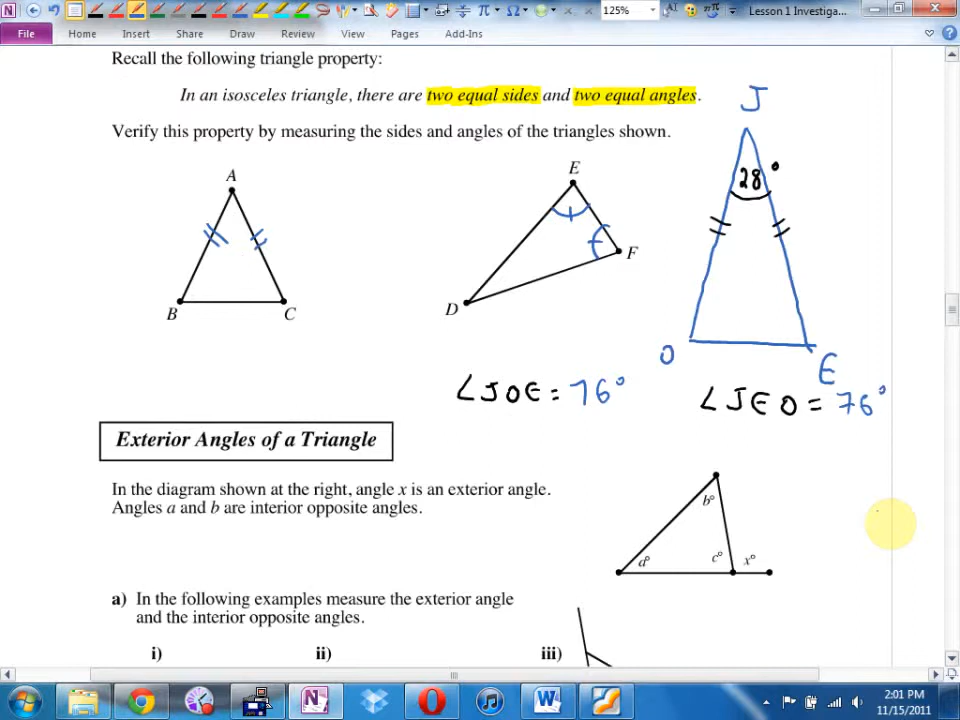 125%
Lesson 1 Investiga...
File Home Insert Share Draw Review View Pages Add-Ins
Recall the following triangle property:
In an isosceles triangle, there are two equal sides and two equal angles.
Verify this property by measuring the sides and angles of the triangles shown.
J
A
E
28°
F
B
C
D
O
E
∠JOE = 76°
∠JEO = 76°
Exterior Angles of a Triangle
In the diagram shown at the right, angle x is an exterior angle.
Angles a and b are interior opposite angles.
b°
a°
c°
x°
a) In the following examples measure the exterior angle
and the interior opposite angles.
i) ii) iii)
2:01 PM
11/15/2011